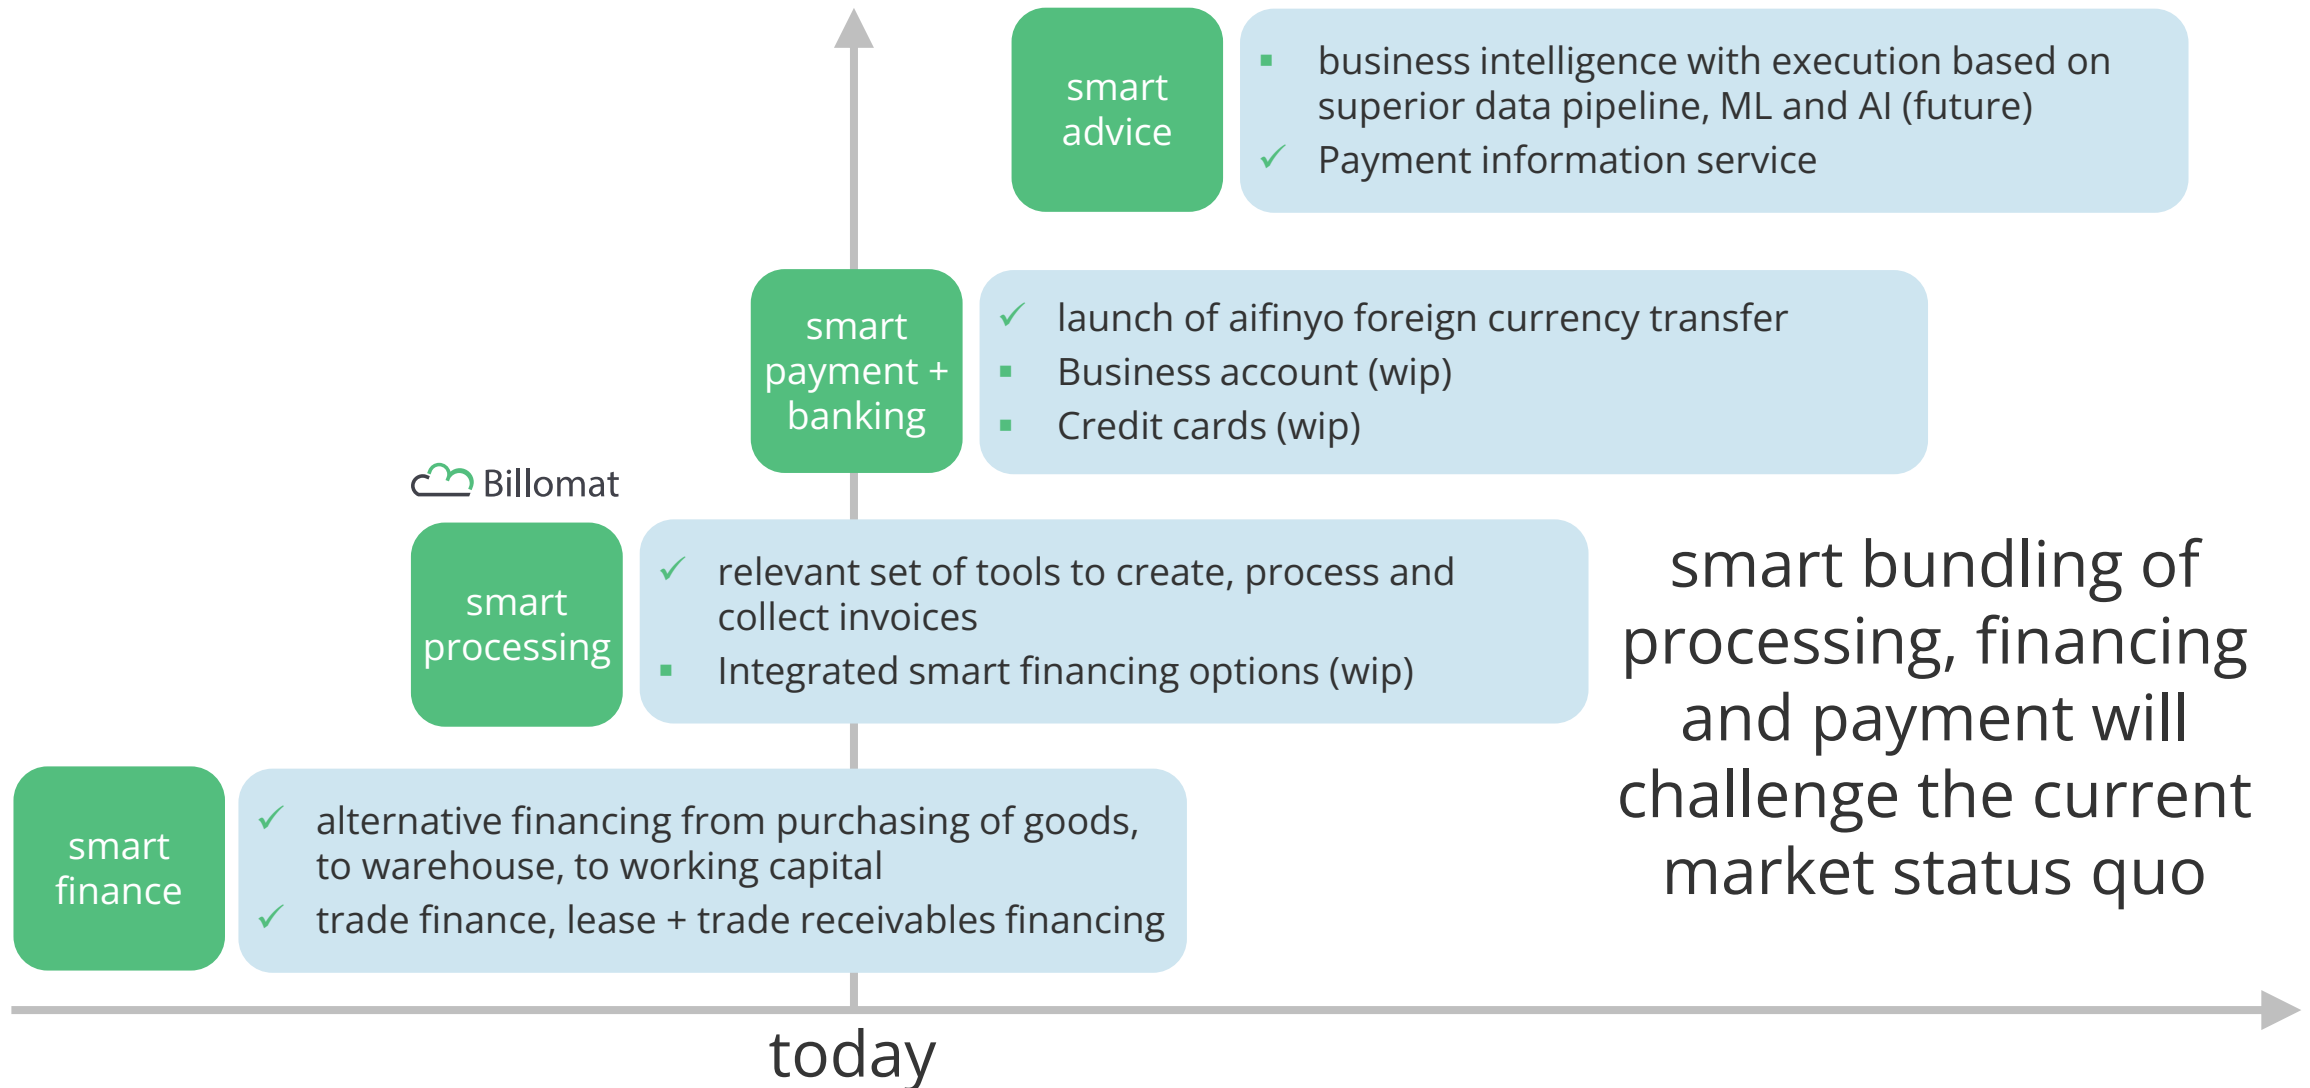 smart
advice
business intelligence with execution based on
superior data pipeline, ML and AI (future)
Payment information service
smart
payment +
banking
launch of aifinyo foreign currency transfer
Business account (wip)
Credit cards (wip)
Billomat
smart
processing
relevant set of tools to create, process and
collect invoices
Integrated smart financing options (wip)
smart bundling of
processing, financing
and payment will
challenge the current
market status quo
smart
finance
alternative financing from purchasing of goods,
to warehouse, to working capital
trade finance, lease + trade receivables financing
today